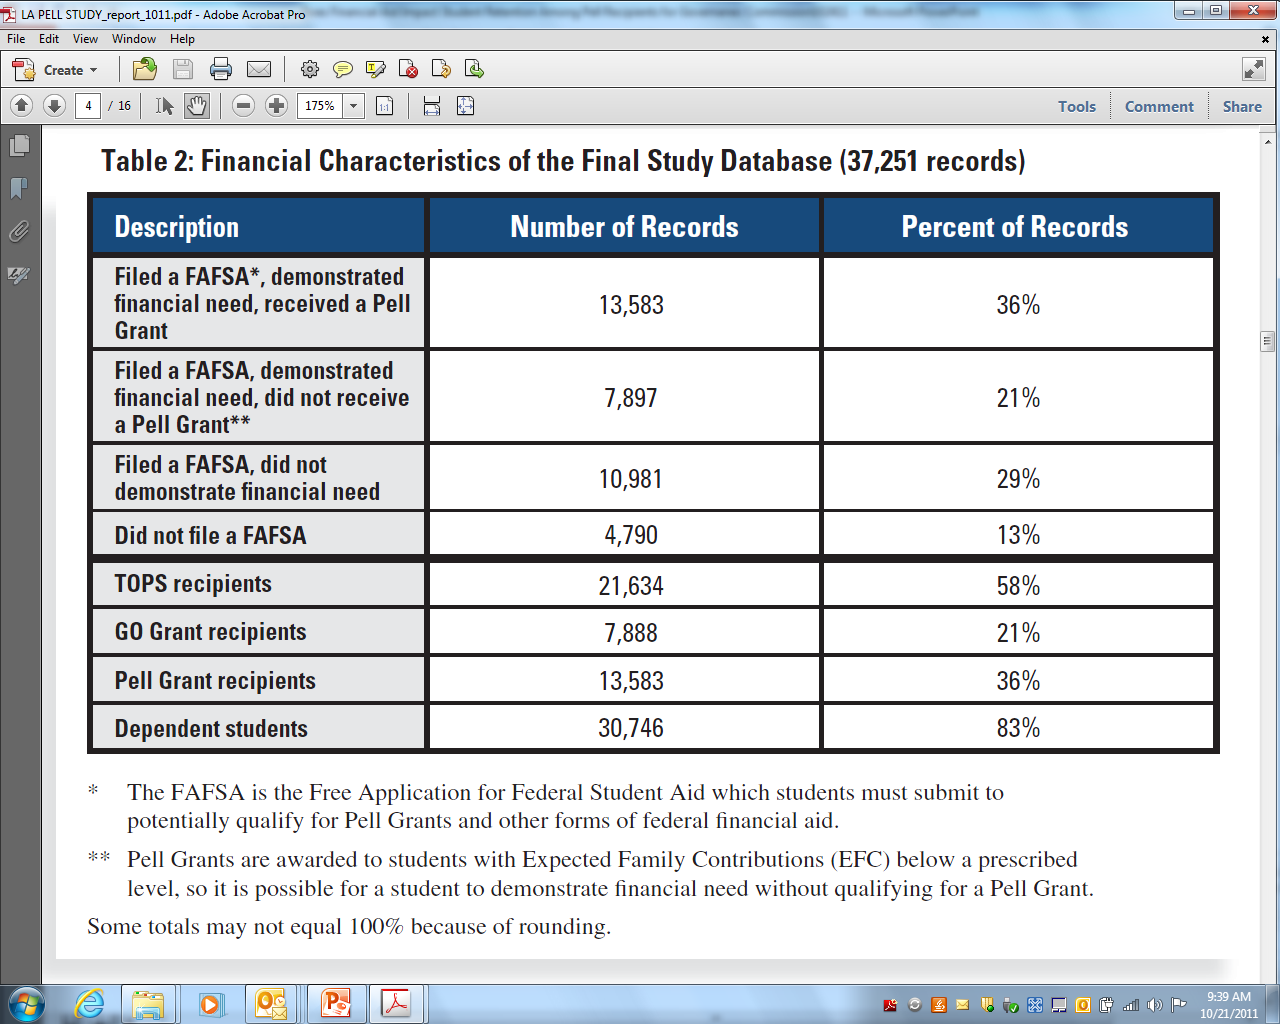 LA PELL STUDY_report_1011.pdf - Adobe Acrobat Pro
File Edit View Window Help
Create
4 / 16 175% 1:1 Tools Comment Share
Table 2: Financial Characteristics of the Final Study Database (37,251 records)
Description Number of Records Percent of Records
Filed a FAFSA*, demonstrated
financial need, received a Pell
Grant
13,583 36%
Filed a FAFSA, demonstrated
financial need, did not receive
a Pell Grant**
7,897 21%
Filed a FAFSA, did not
demonstrate financial need
10,981 29%
Did not file a FAFSA 4,790 13%
TOPS recipients 21,634 58%
GO Grant recipients 7,888 21%
Pell Grant recipients 13,583 36%
Dependent students 30,746 83%
* The FAFSA is the Free Application for Federal Student Aid which students must submit to
potentially qualify for Pell Grants and other forms of federal financial aid.
** Pell Grants are awarded to students with Expected Family Contributions (EFC) below a prescribed
level, so it is possible for a student to demonstrate financial need without qualifying for a Pell Grant.
Some totals may not equal 100% because of rounding.
9:39 AM
10/21/2011